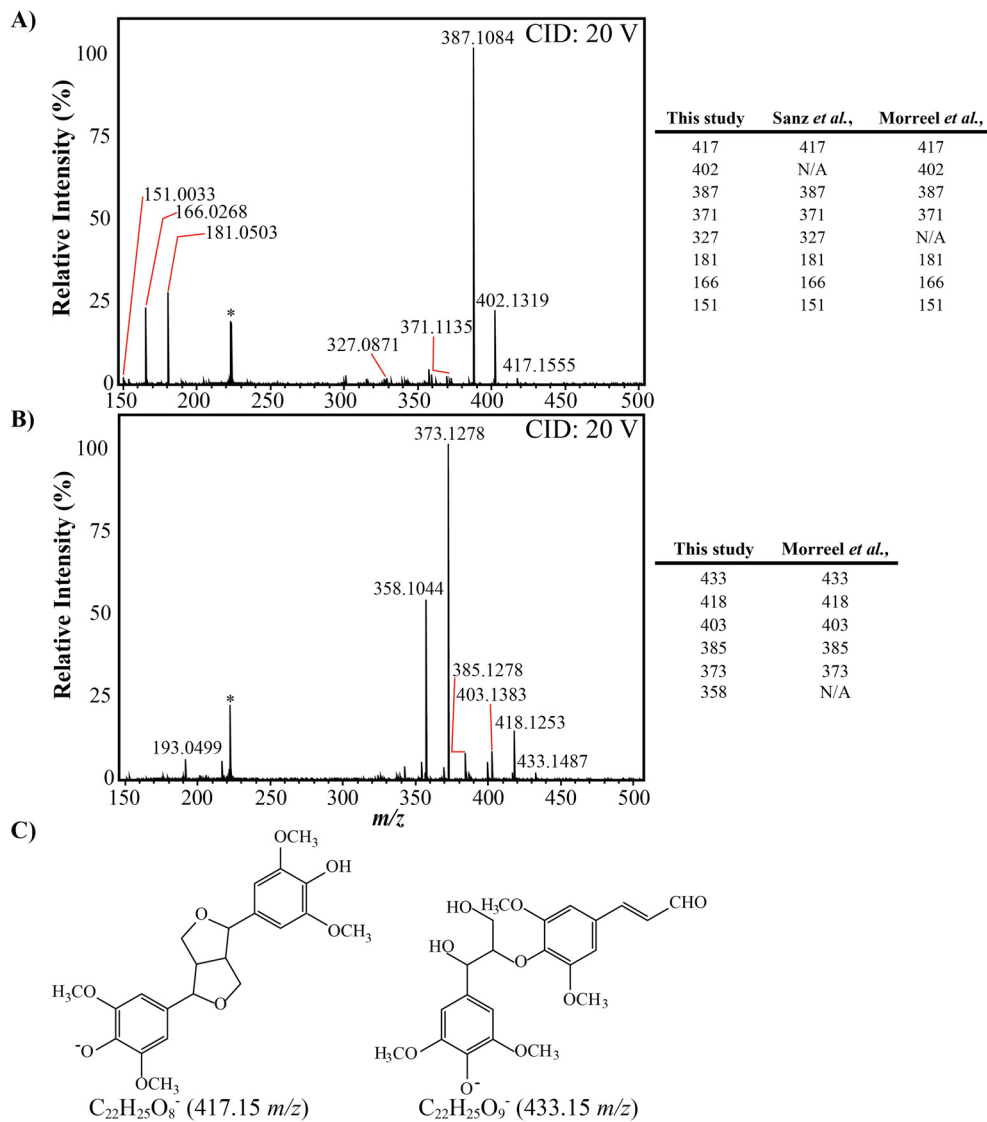 A)
CID: 20 V
Relative Intensity (%)
100
75
50
25
0
387.1084
151.0033
166.0268
181.0503
*
327.0871
371.1135
402.1319
417.1555
150 200 250 300 350 400 450 500
This study Sanz et al., Morreel et al.,
417 417 417
402 N/A 402
387 387 387
371 371 371
327 327 N/A
181 181 181
166 166 166
151 151 151
B)
CID: 20 V
Relative Intensity (%)
100
75
50
25
0
373.1278
358.1044
385.1278
403.1383
418.1253
433.1487
193.0499
*
150 200 250 300 350 400 450 500
m/z
This study Morreel et al.,
433 433
418 418
403 403
385 385
373 373
358 N/A
C)
OCH₃
OH
OCH₃
O
O
H₃CO
⁻O
OCH₃
C₂₂H₂₅O₈⁻ (417.15 m/z)
CHO
H₃CO
HO
HO
O
OCH₃
H₃CO
OCH₃
O⁻
C₂₂H₂₅O₉⁻ (433.15 m/z)